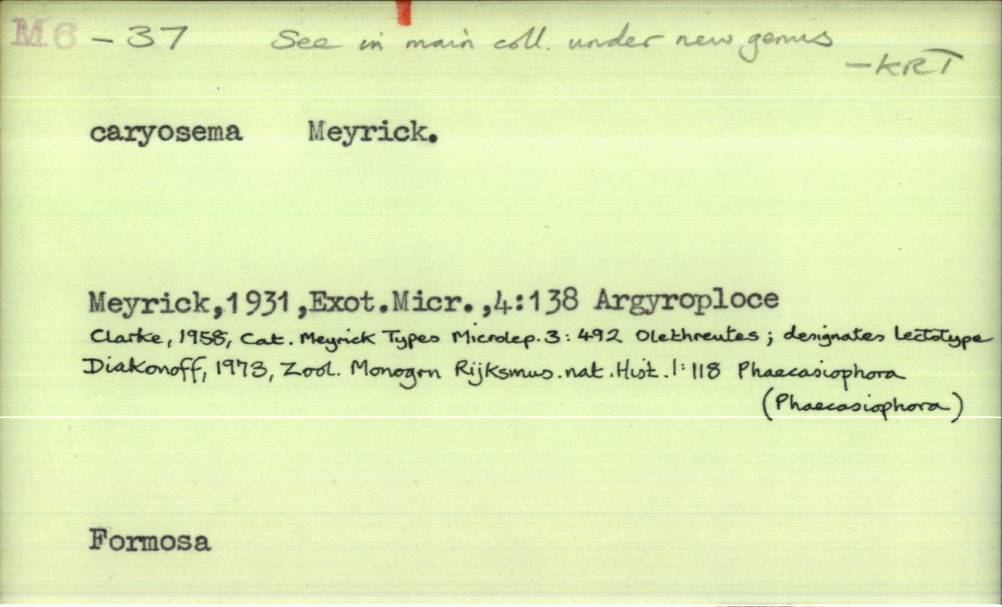 M6 - 37 See in main coll. under new genus
- KRT
caryosema Meyrick.
Meyrick,1931,Exot.Micr.,4:138 Argyroploce
Clarke, 1958, Cat. Meyrick Types Microlep. 3: 492 Olethreutes; designates lectotype
Diakonoff, 1973, Zool. Monogrn Rijksmus. nat. Hist. 1: 118 Phaecasiophora
(Phaecasiophora)
Formosa